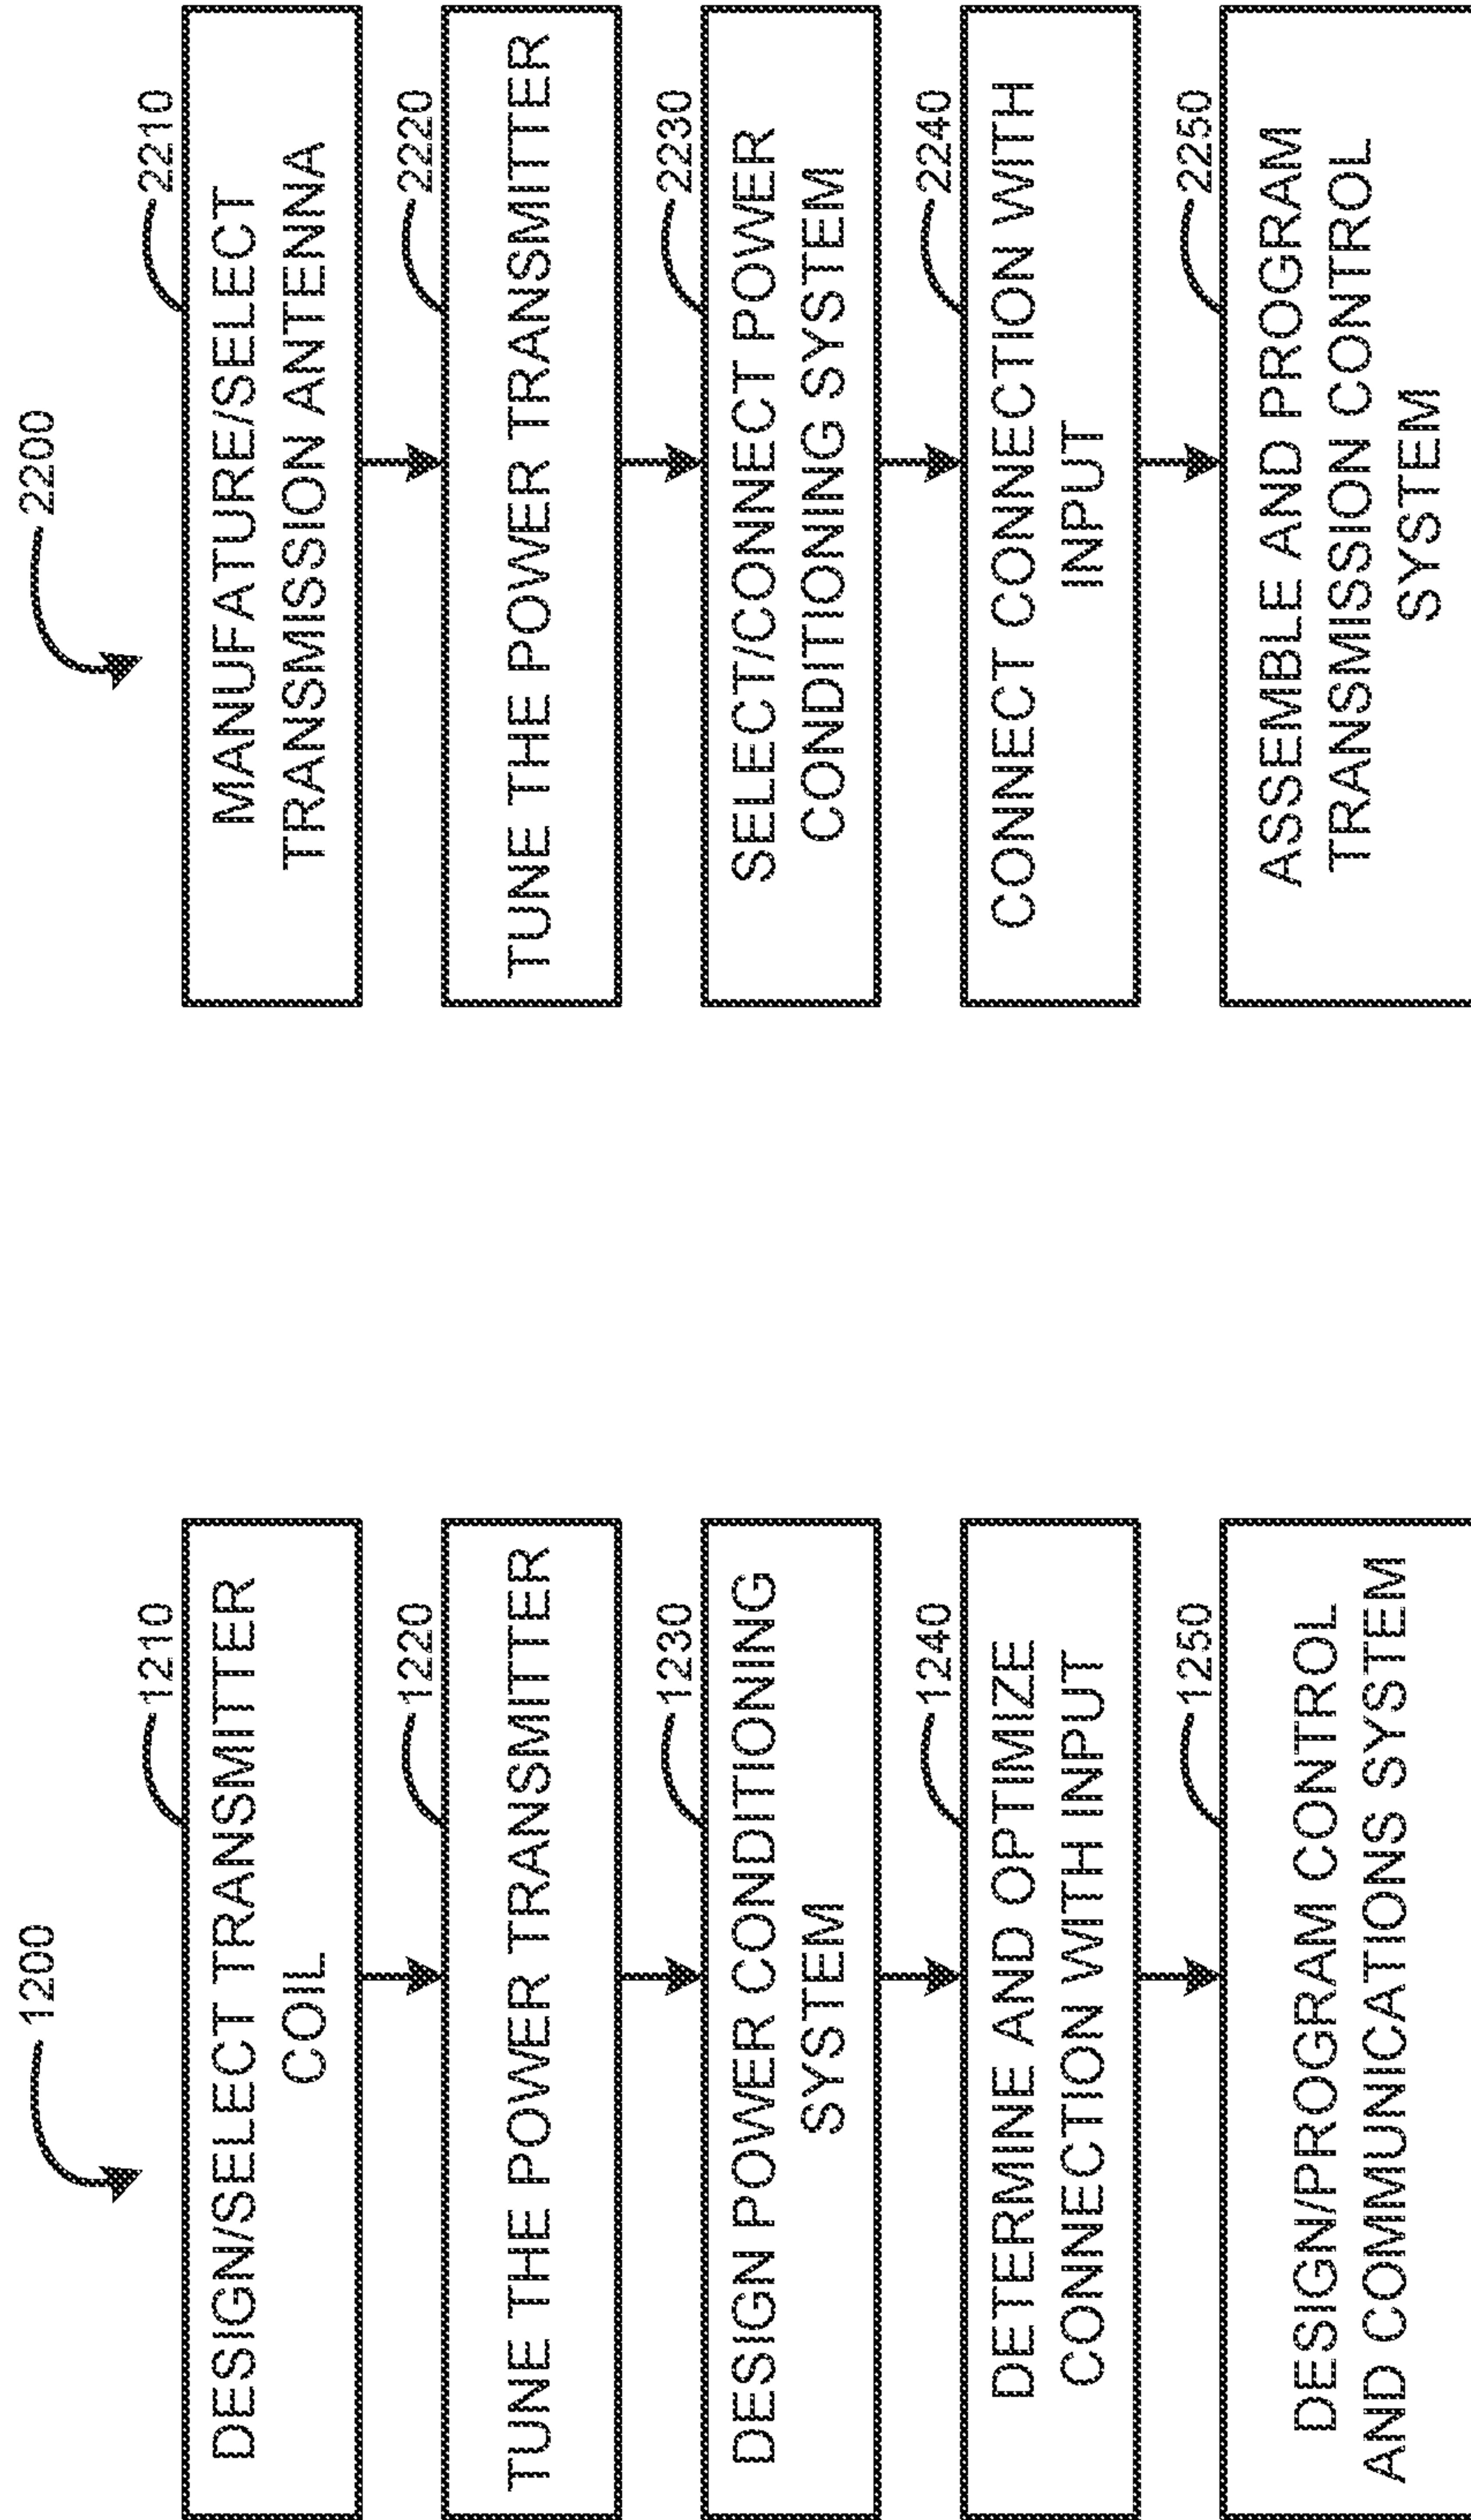 1200
1210
DESIGN/SELECT TRANSMITTER
COIL
1220
TUNE THE POWER TRANSMITTER
1230
DESIGN POWER CONDITIONING
SYSTEM
1240
DETERMINE AND OPTIMIZE
CONNECTION WITH INPUT
1250
DESIGN/PROGRAM CONTROL
AND COMMUNICATIONS SYSTEM
2200
2210
MANUFATURE/SELECT
TRANSMISSION ANTENNA
2220
TUNE THE POWER TRANSMITTER
2230
SELECT/CONNECT POWER
CONDITIONING SYSTEM
2240
CONNECT CONNECTION WITH
INPUT
2250
ASSEMBLE AND PROGRAM
TRANSMISSION CONTROL
SYSTEM